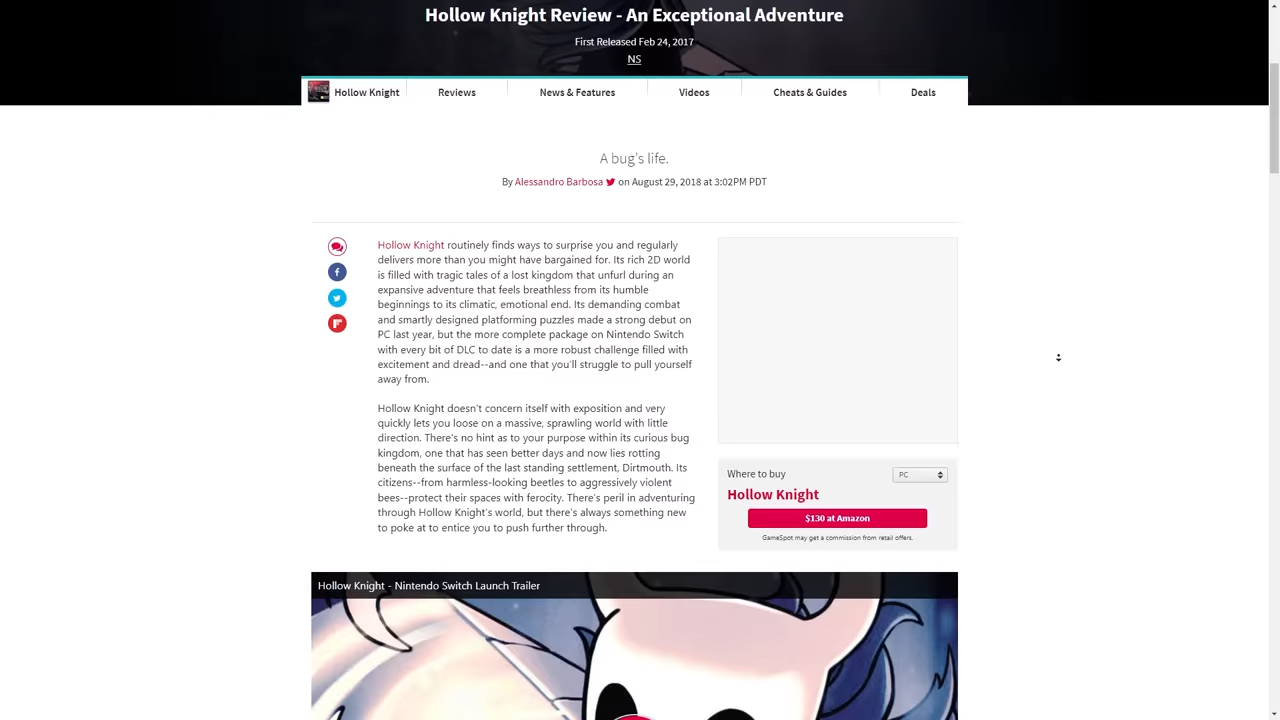 Hollow Knight Review - An Exceptional Adventure
First Released Feb 24, 2017
NS
Hollow Knight
Reviews
News & Features
Videos
Cheats & Guides
Deals
A bug's life.
By Alessandro Barbosa on August 29, 2018 at 3:02PM PDT
Hollow Knight routinely finds ways to surprise you and regularly
delivers more than you might have bargained for. Its rich 2D world
is filled with tragic tales of a lost kingdom that unfurl during an
expansive adventure that feels breathless from its humble
beginnings to its climatic, emotional end. Its demanding combat
and smartly designed platforming puzzles made a strong debut on
PC last year, but the more complete package on Nintendo Switch
with every bit of DLC to date is a more robust challenge filled with
excitement and dread--and one that you'll struggle to pull yourself
away from.
Hollow Knight doesn't concern itself with exposition and very
quickly lets you loose on a massive, sprawling world with little
direction. There's no hint as to your purpose within its curious bug
kingdom, one that has seen better days and now lies rotting
beneath the surface of the last standing settlement, Dirtmouth. Its
citizens--from harmless-looking beetles to aggressively violent
bees--protect their spaces with ferocity. There's peril in adventuring
through Hollow Knight's world, but there's always something new
to poke at to entice you to push further through.
Where to buy
PC
Hollow Knight
$130 at Amazon
GameSpot may get a commission from retail offers.
Hollow Knight - Nintendo Switch Launch Trailer